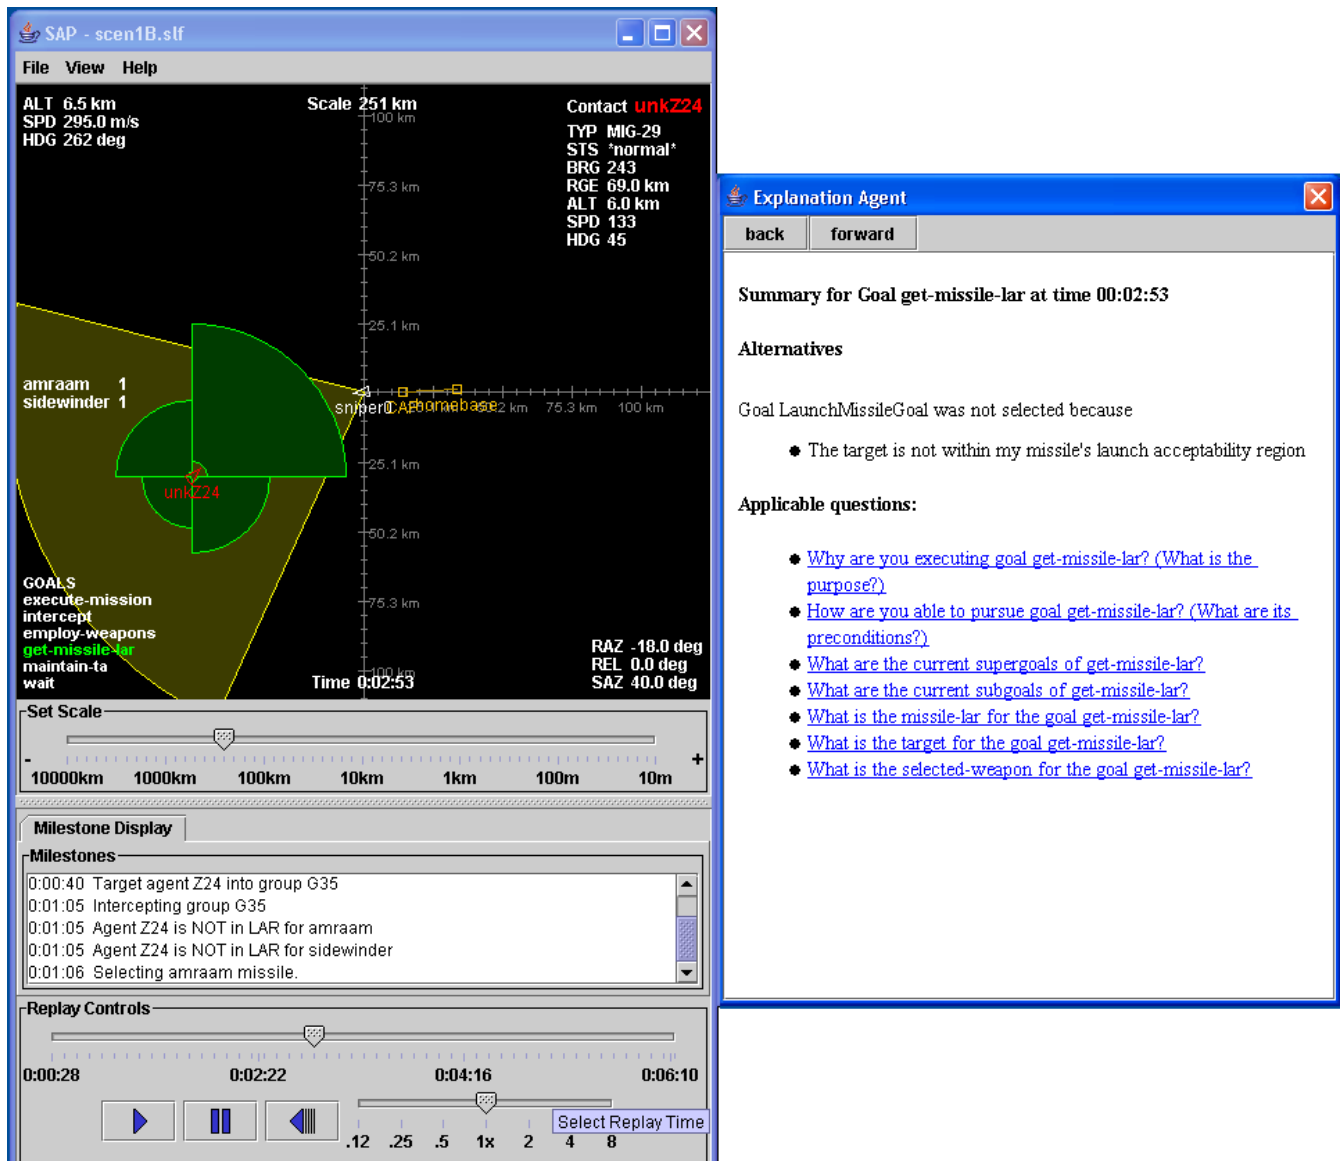 SAP - scen1B.slf
File View Help
ALT 6.5 km
SPD 295.0 m/s
HDG 262 deg
Scale 251 km
Contact unkZ24
TYP MIG-29
STS *normal*
BRG 243
RGE 69.0 km
ALT 6.0 km
SPD 133
HDG 45
100 km
75.3 km
50.2 km
25.1 km
amraam 1
sidewinder 1
sniper0
homebase
75.3 km 100 km
25.1 km
unkZ24
50.2 km
75.3 km
100 km
GOALS
execute-mission
intercept
employ-weapons
get-missile-lar
maintain-ta
wait
Time 0:02:53
RAZ -18.0 deg
REL 0.0 deg
SAZ 40.0 deg
Set Scale
- +
10000km 1000km 100km 10km 1km 100m 10m
Milestone Display
Milestones
0:00:40 Target agent Z24 into group G35
0:01:05 Intercepting group G35
0:01:05 Agent Z24 is NOT in LAR for amraam
0:01:05 Agent Z24 is NOT in LAR for sidewinder
0:01:06 Selecting amraam missile.
Replay Controls
0:00:28 0:02:22 0:04:16 0:06:10
Select Replay Time
.12 .25 .5 1x 2 4 8
Explanation Agent
back forward
Summary for Goal get-missile-lar at time 00:02:53
Alternatives
Goal LaunchMissileGoal was not selected because
● The target is not within my missile's launch acceptability region
Applicable questions:
● Why are you executing goal get-missile-lar? (What is the
purpose?)
● How are you able to pursue goal get-missile-lar? (What are its
preconditions?)
● What are the current supergoals of get-missile-lar?
● What are the current subgoals of get-missile-lar?
● What is the missile-lar for the goal get-missile-lar?
● What is the target for the goal get-missile-lar?
● What is the selected-weapon for the goal get-missile-lar?